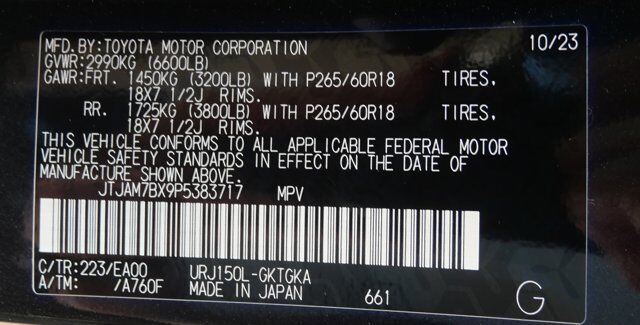 MFD.BY:TOYOTA MOTOR CORPORATION 10/23
GVWR:2990KG (6600LB)
GAWR:FRT. 1450KG (3200LB) WITH P265/60R18 TIRES,
18X7 1/2J RIMS.
RR. 1725KG (3800LB) WITH P265/60R18 TIRES,
18X7 1/2J RIMS.
THIS VEHICLE CONFORMS TO ALL APPLICABLE FEDERAL MOTOR
VEHICLE SAFETY STANDARDS IN EFFECT ON THE DATE OF
MANUFACTURE SHOWN ABOVE.
JTJAM7BX9P5383717 MPV
C/TR:223/EA00 URJ150L-GKTGKA
A/TM: /A760F MADE IN JAPAN 661 G